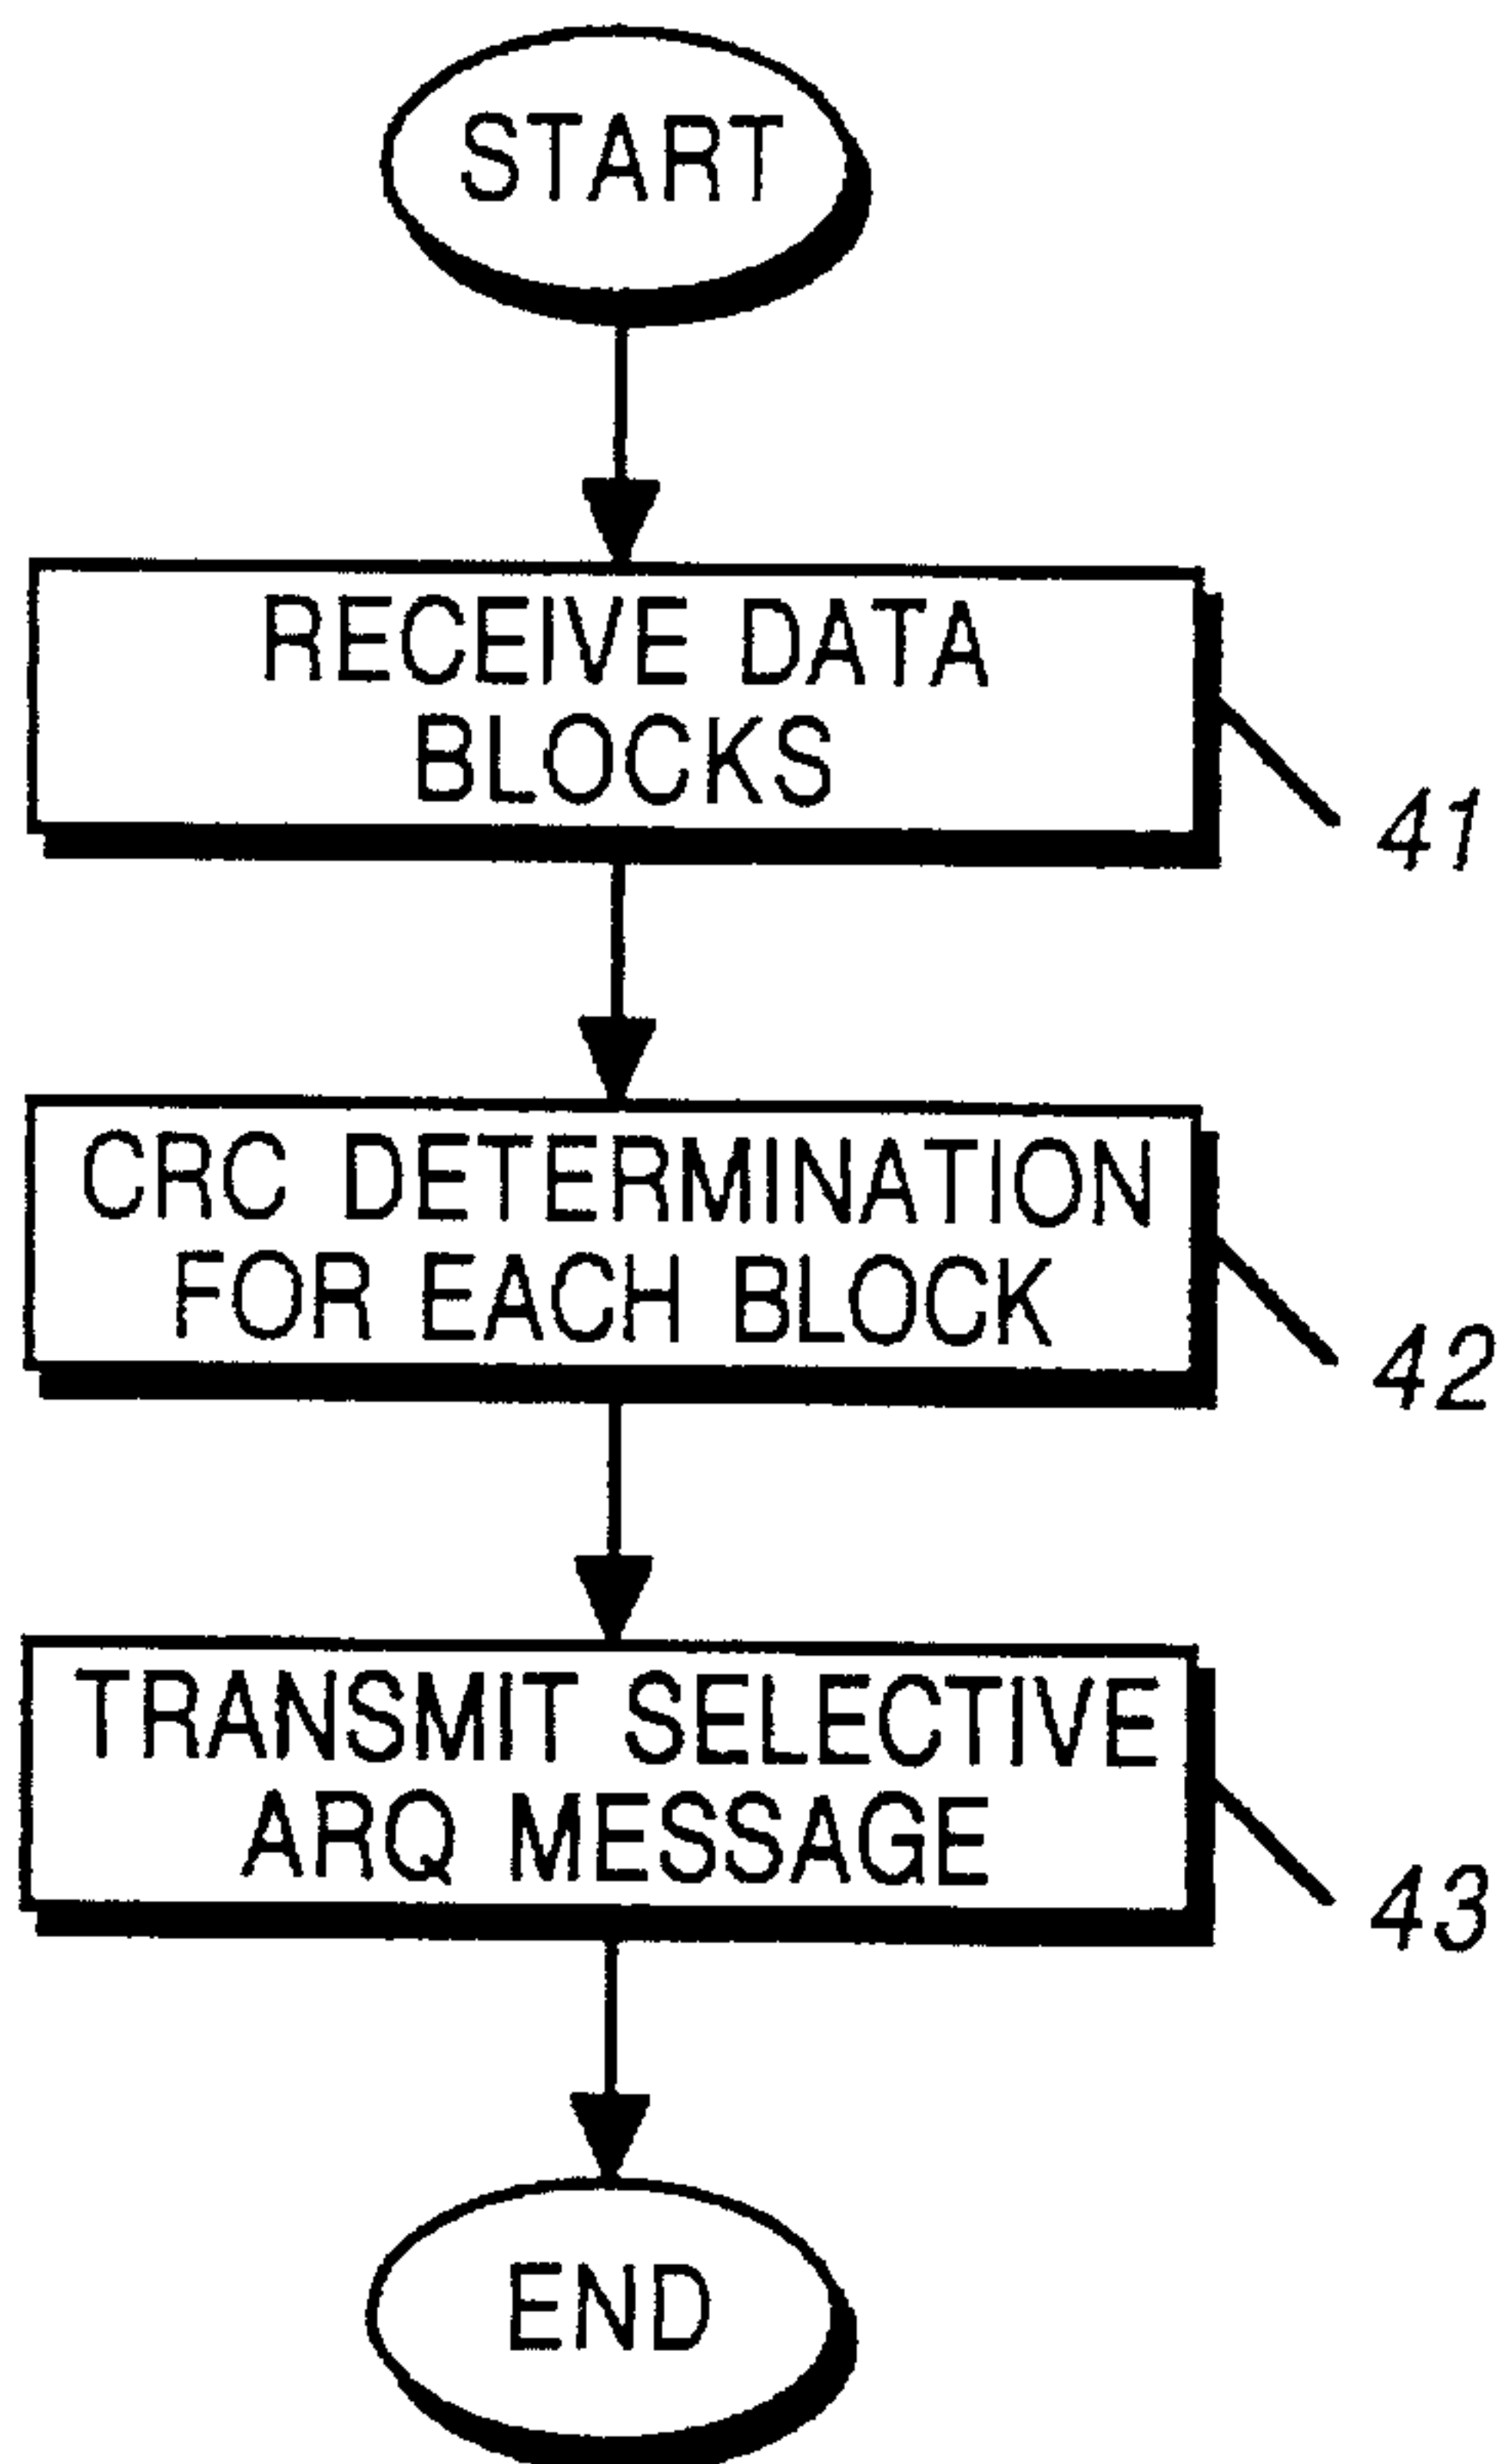 START
RECEIVE DATA
BLOCKS
41
CRC DETERMINATION
FOR EACH BLOCK
42
TRANSMIT SELECTIVE
ARQ MESSAGE
43
END